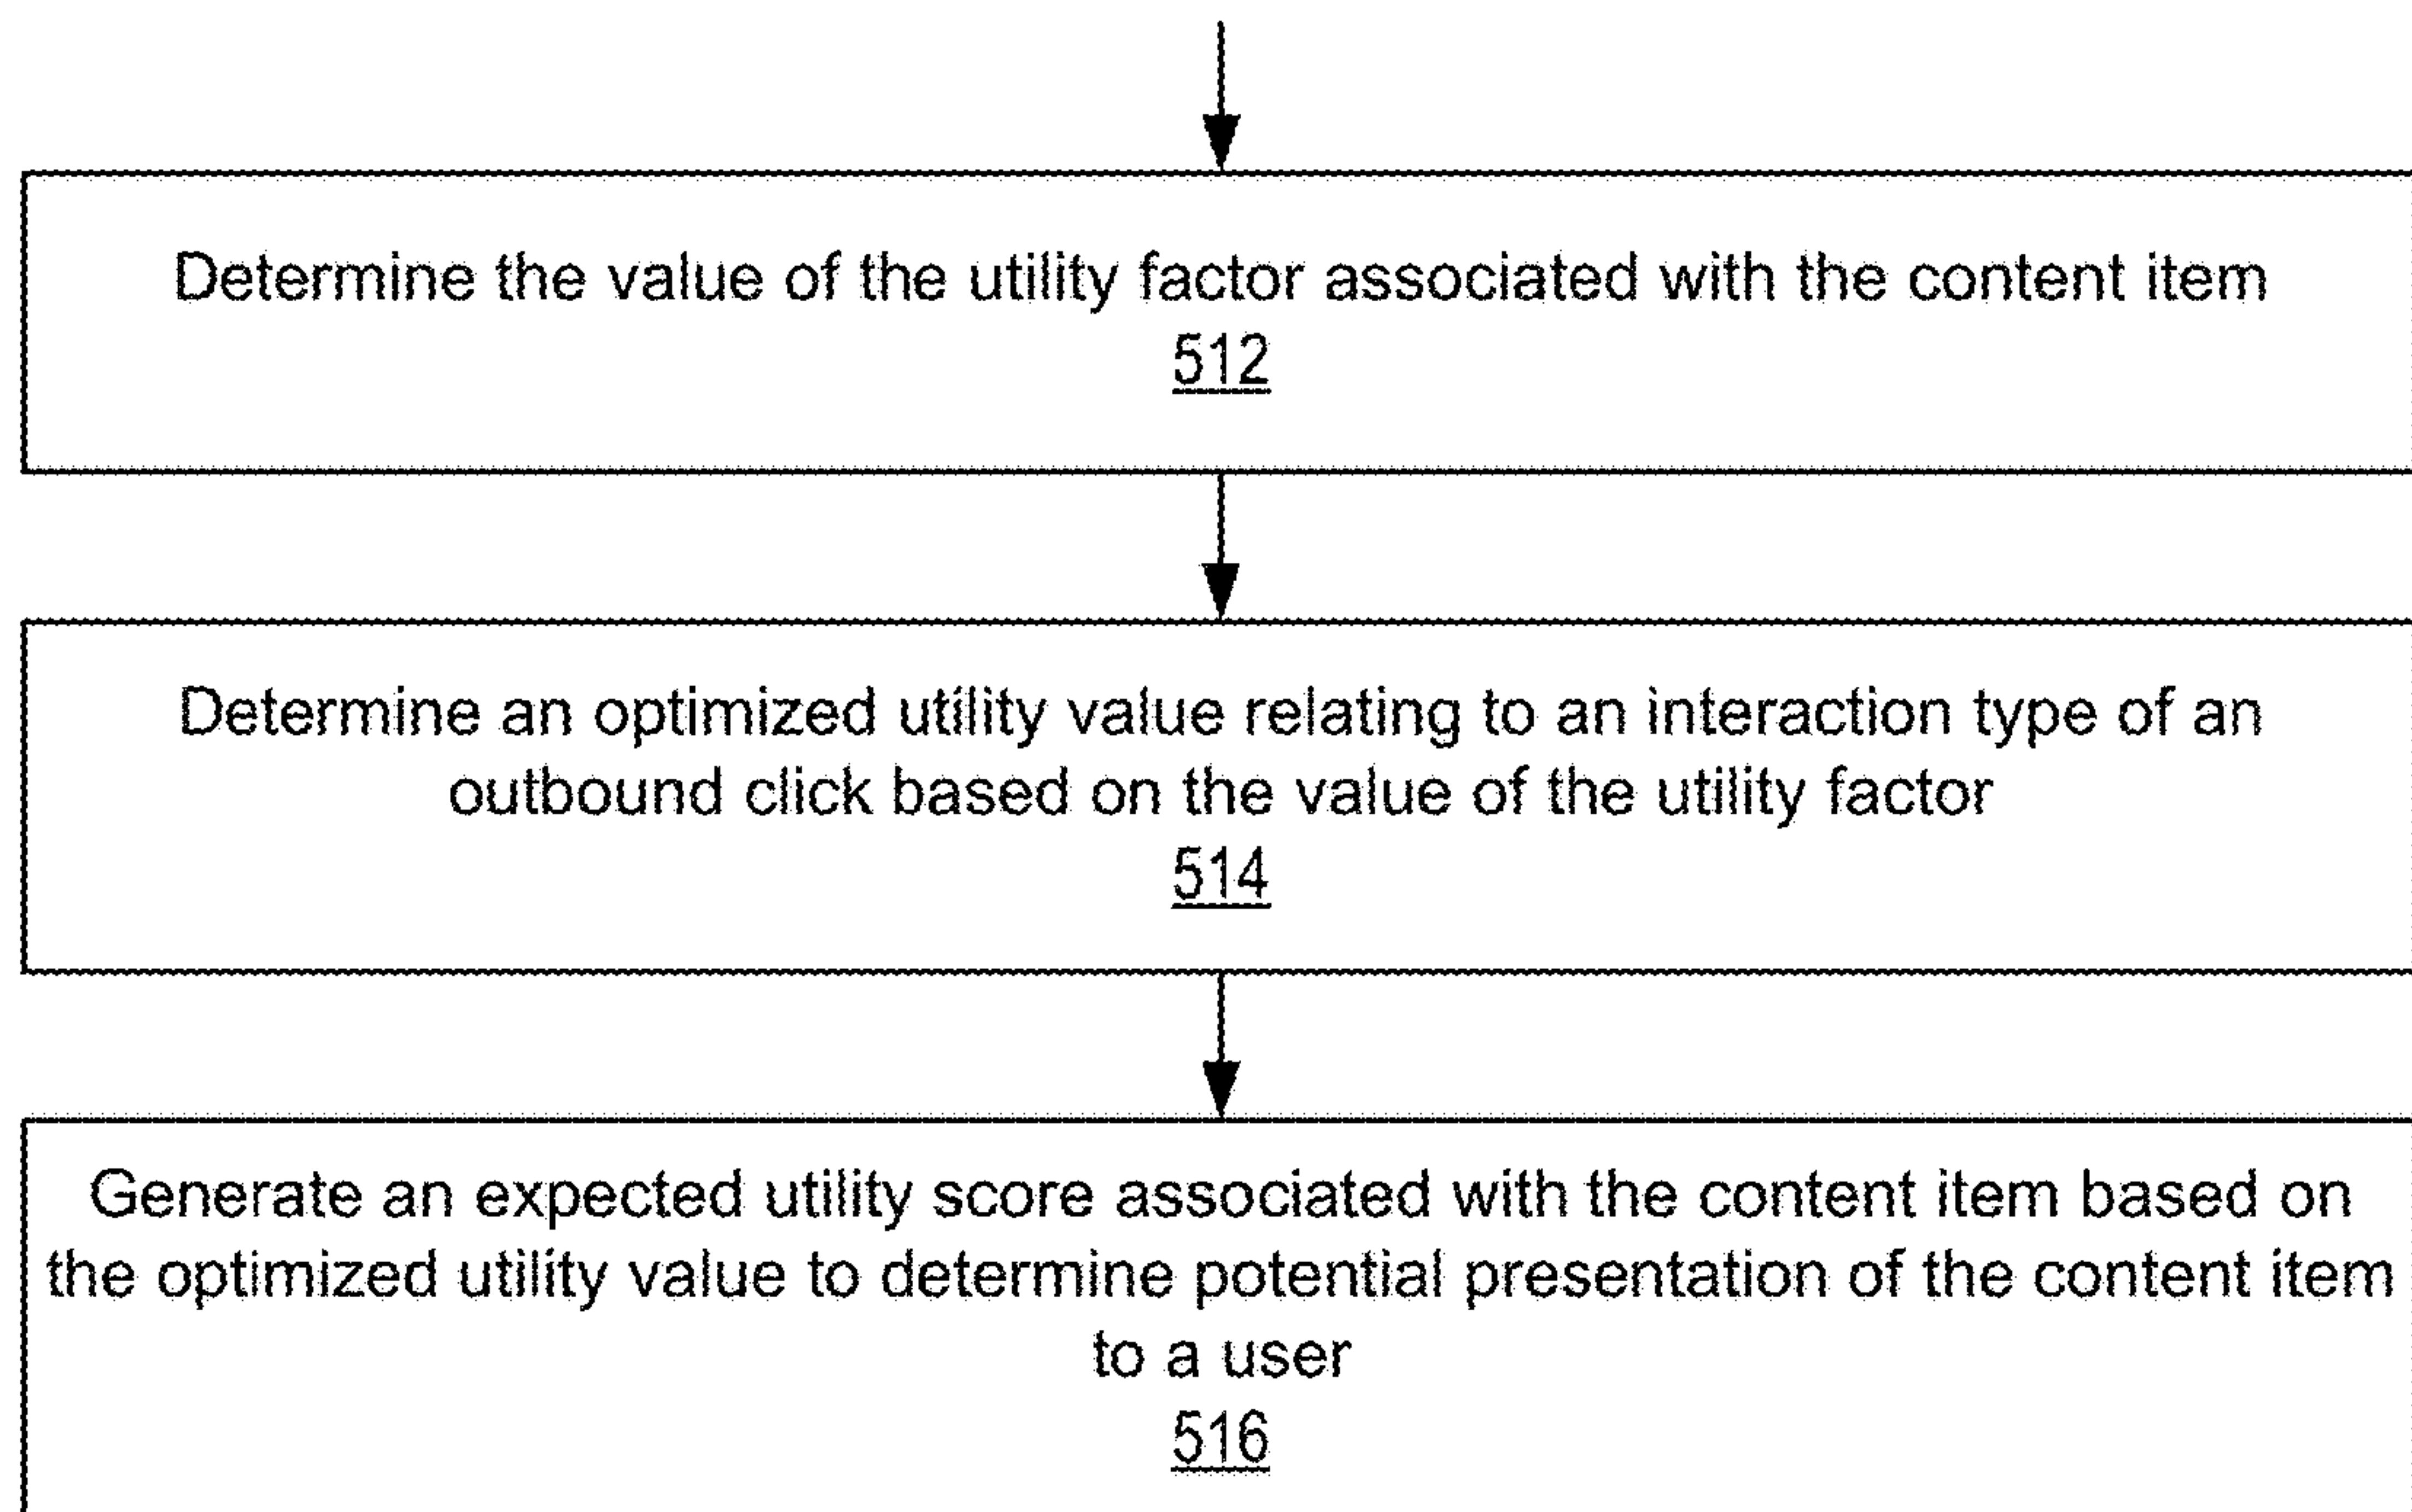 Determine the value of the utility factor associated with the content item
512
Determine an optimized utility value relating to an interaction type of an
outbound click based on the value of the utility factor
514
Generate an expected utility score associated with the content item based on
the optimized utility value to determine potential presentation of the content item
to a user
516